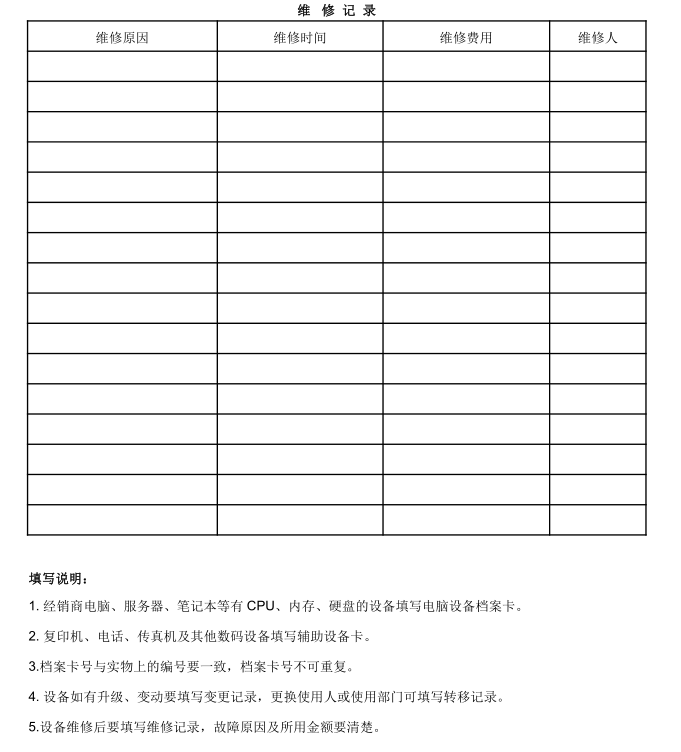 维 修 记 录
维修原因 维修时间 维修费用 维修人
填写说明：
1. 经销商电脑、服务器、笔记本等有 CPU、内存、硬盘的设备填写电脑设备档案卡。
2. 复印机、电话、传真机及其他数码设备填写辅助设备卡。
3.档案卡号与实物上的编号要一致，档案卡号不可重复。
4. 设备如有升级、变动要填写变更记录，更换使用人或使用部门可填写转移记录。
5.设备维修后要填写维修记录，故障原因及所用金额要清楚。